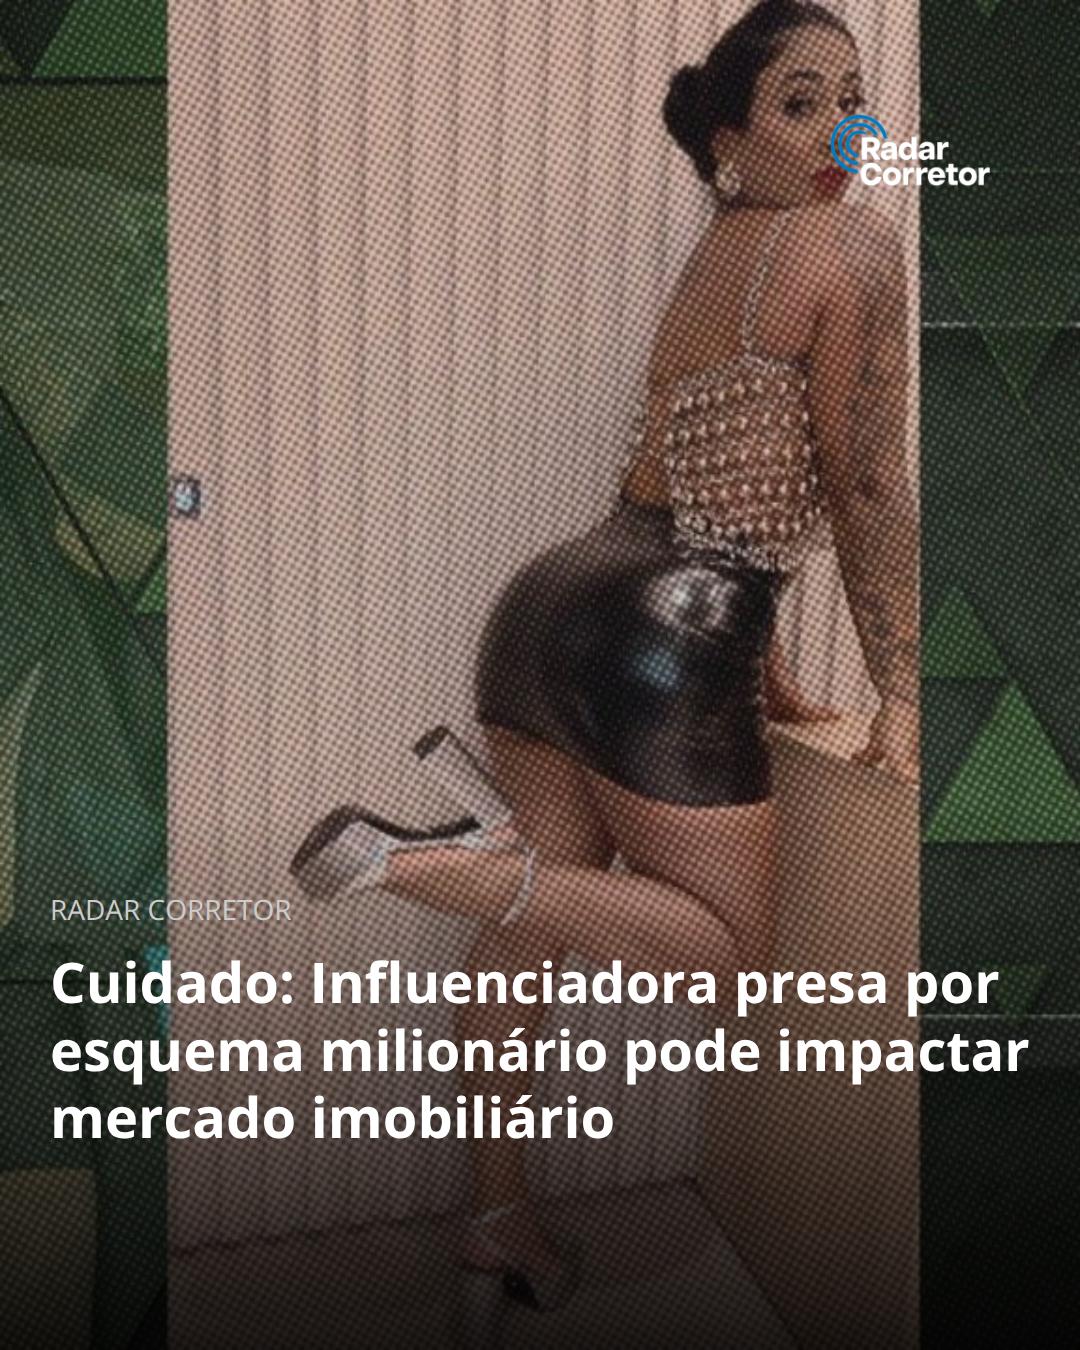 Radar
Corretor
RADAR CORRETOR
Cuidado: Influenciadora presa por
esquema milionário pode impactar
mercado imobiliário